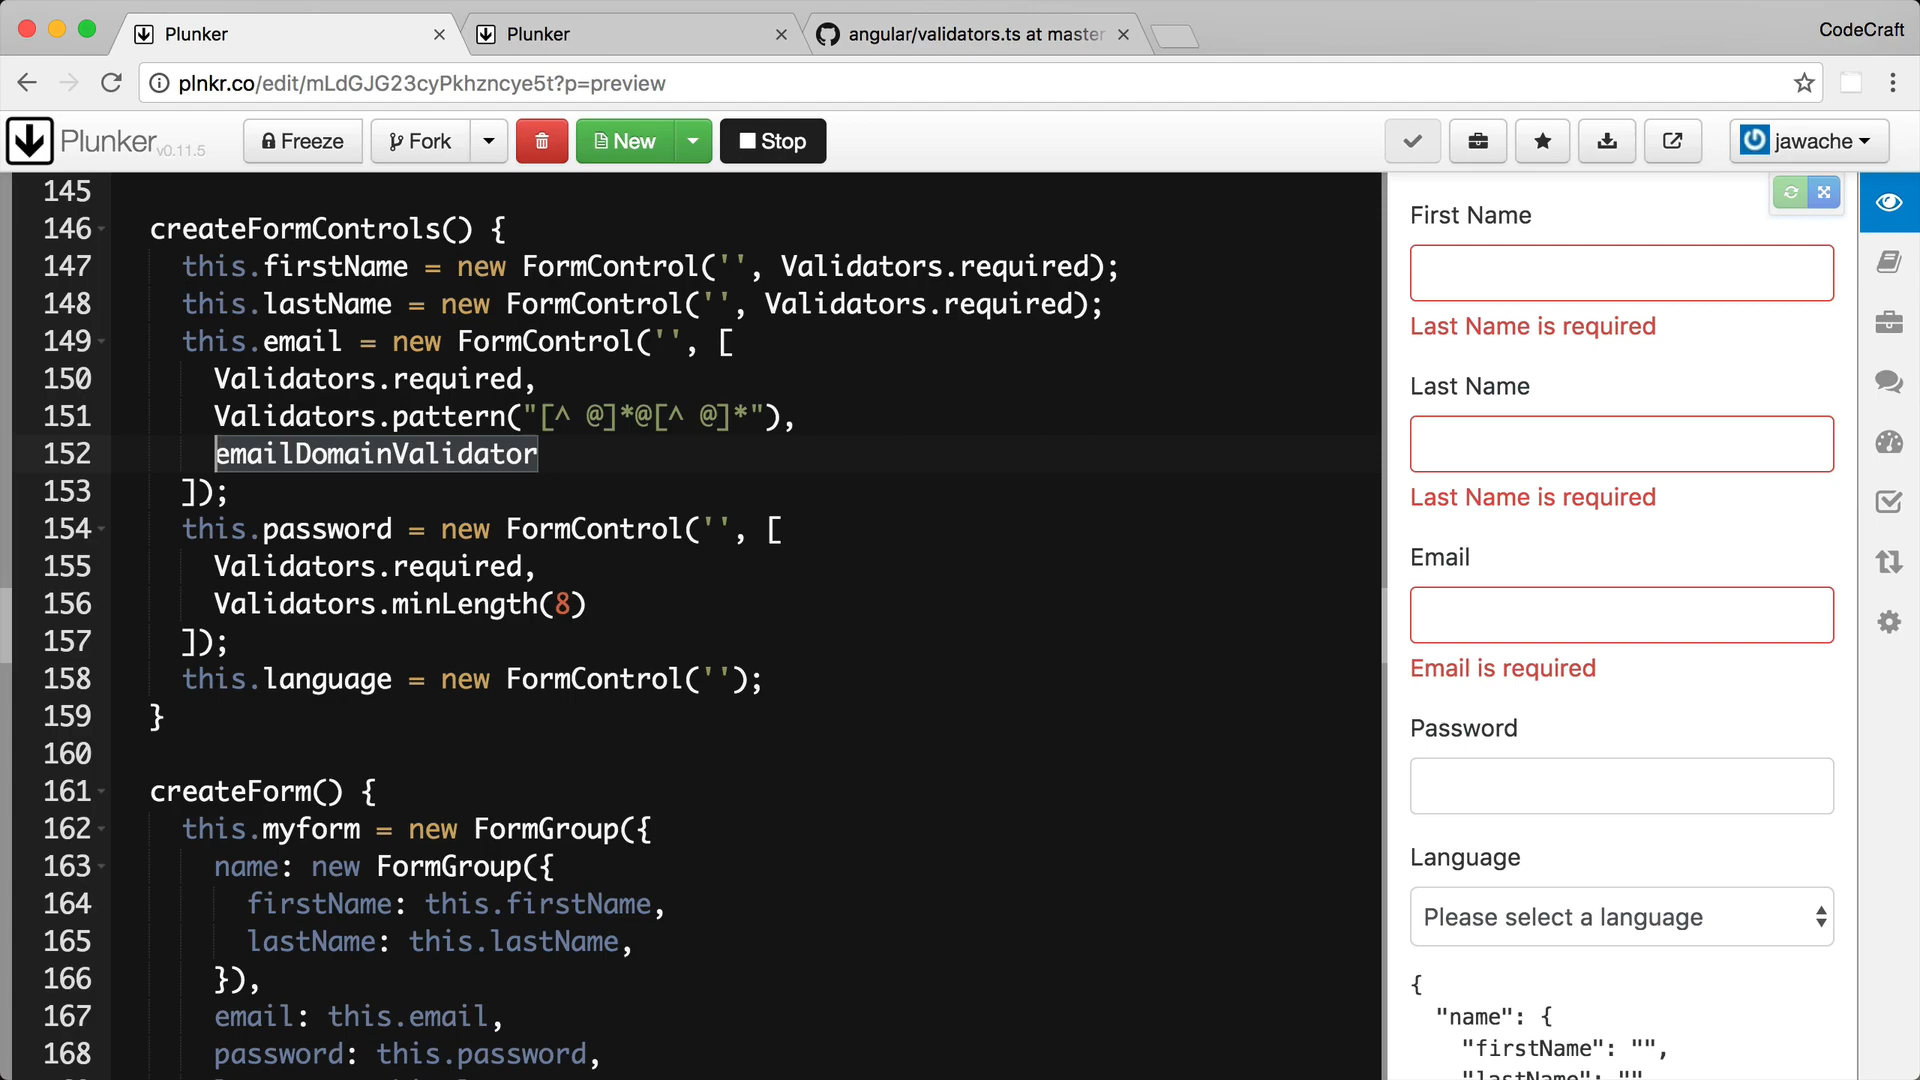 Plunker
Plunker
angular/validators.ts at master
CodeCraft
plnkr.co/edit/mLdGJG23cyPkhzncye5t?p=preview
Plunker v0.11.5
Freeze
Fork
New
Stop
jawache
145
146 createFormControls() {
147 this.firstName = new FormControl('', Validators.required);
148 this.lastName = new FormControl('', Validators.required);
149 this.email = new FormControl('', [
150 Validators.required,
151 Validators.pattern("[^ @]*@[^ @]*"),
152 emailDomainValidator
153 ]);
154 this.password = new FormControl('', [
155 Validators.required,
156 Validators.minLength(8)
157 ]);
158 this.language = new FormControl('');
159 }
160
161 createForm() {
162 this.myform = new FormGroup({
163 name: new FormGroup({
164 firstName: this.firstName,
165 lastName: this.lastName,
166 }),
167 email: this.email,
168 password: this.password,
First Name
Last Name is required
Last Name
Last Name is required
Email
Email is required
Password
Language
Please select a language
{
"name": {
"firstName": "",
"lastName": ""